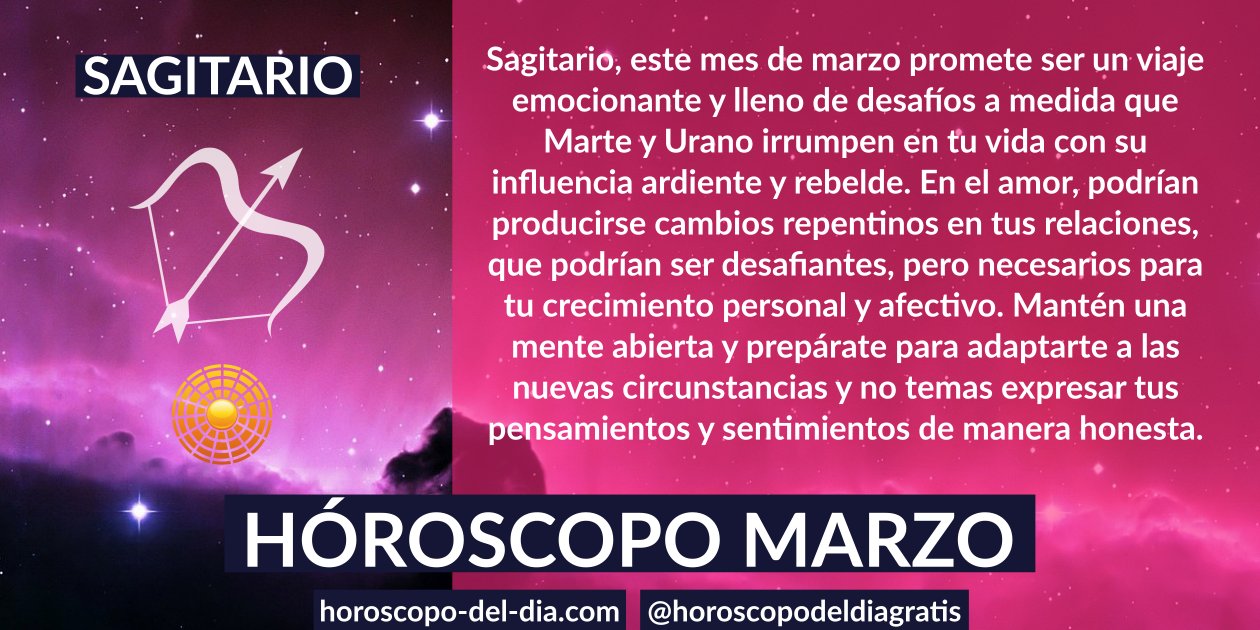 SAGITARIO
Sagitario, este mes de marzo promete ser un viaje
emocionante y lleno de desafíos a medida que
Marte y Urano irrumpen en tu vida con su
influencia ardiente y rebelde. En el amor, podrían
producirse cambios repentinos en tus relaciones,
que podrían ser desafiantes, pero necesarios para
tu crecimiento personal y afectivo. Mantén una
mente abierta y prepárate para adaptarte a las
nuevas circunstancias y no temas expresar tus
pensamientos y sentimientos de manera honesta.
HÓROSCOPO MARZO
horoscopo-del-dia.com
@horoscopodeldiagratis